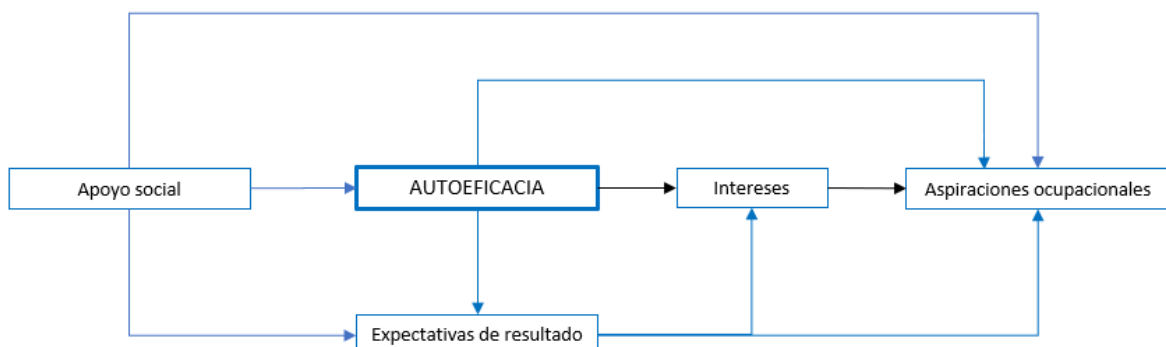 Apoyo social
AUTOEFICACIA
Intereses
Aspiraciones ocupacionales
Expectativas de resultado